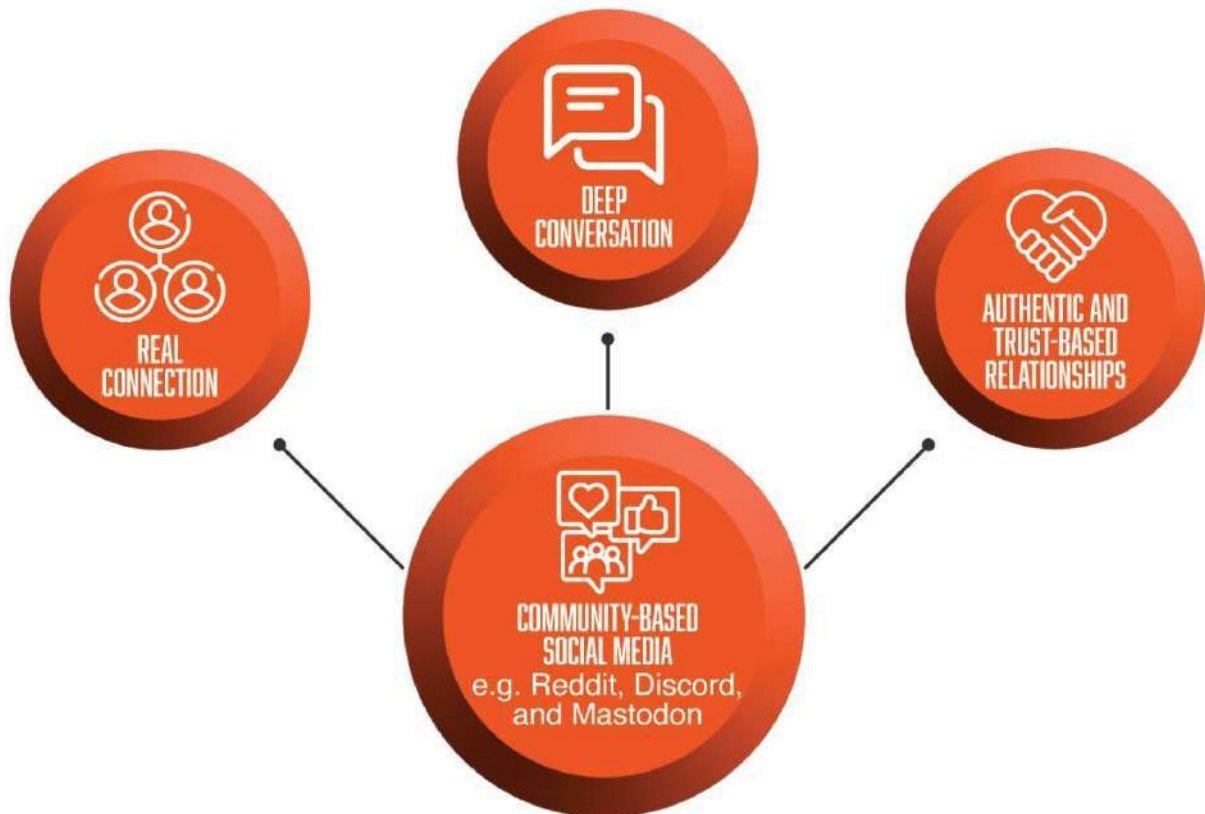 DEEP
CONVERSATION
REAL
CONNECTION
AUTHENTIC AND
TRUST-BASED
RELATIONSHIPS
COMMUNITY-BASED
SOCIAL MEDIA
e.g. Reddit, Discord,
and Mastodon